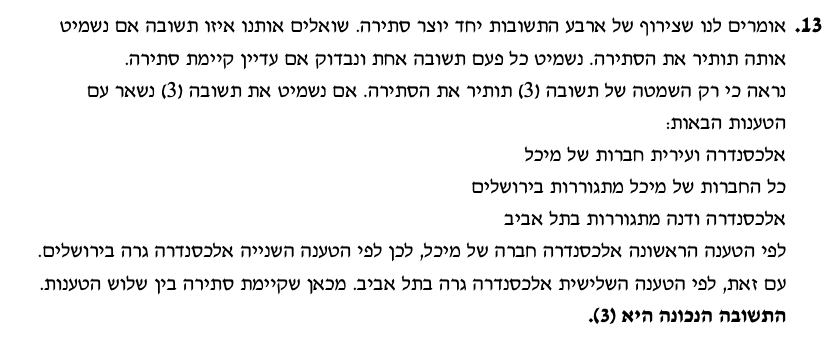 13. אומרים לנו שצירוף של ארבע התשובות יחד יוצר סתירה. שואלים אותנו איזו תשובה אם נשמיט
אותה תותיר את הסתירה. נשמיט כל פעם תשובה אחת ונבדוק אם עדיין קיימת סתירה.
נראה כי רק השמטה של תשובה (3) תותיר את הסתירה. אם נשמיט את תשובה (3) נשאר עם
הטענות הבאות:
אלכסנדרה ועירית חברות של מיכל
כל החברות של מיכל מתגוררות בירושלים
אלכסנדרה ודנה מתגוררות בתל אביב
לפי הטענה הראשונה אלכסנדרה חברה של מיכל, לכן לפי הטענה השנייה אלכסנדרה גרה בירושלים.
עם זאת, לפי הטענה השלישית אלכסנדרה גרה בתל אביב. מכאן שקיימת סתירה בין שלוש הטענות.
התשובה הנכונה היא (3).